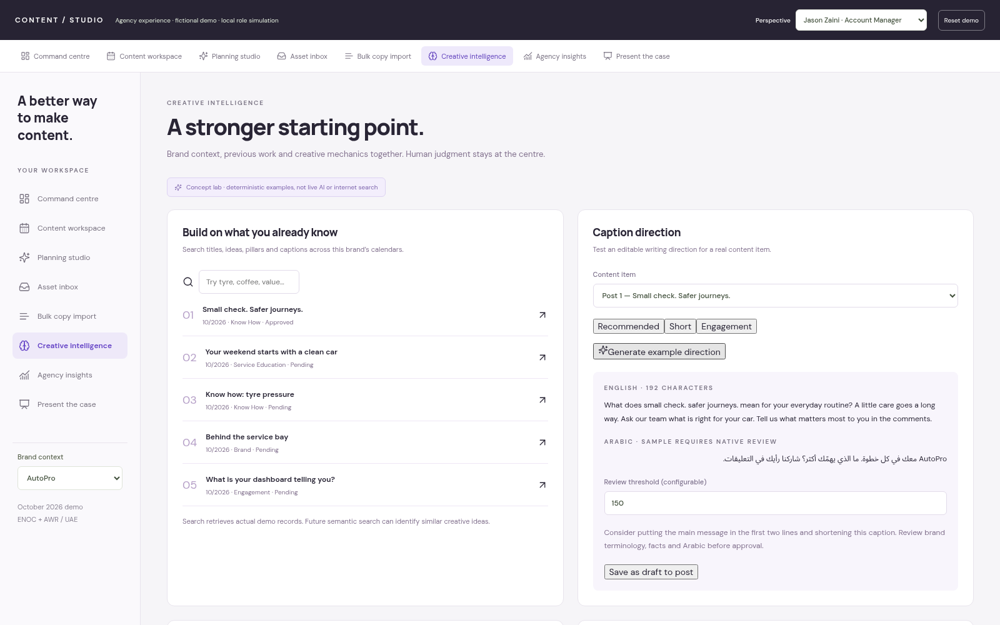 CONTENT / STUDIO
Agency experience · fictional demo · local role simulation
Perspective
Jason Zaini · Account Manager
Reset demo
Command centre
Content workspace
Planning studio
Asset inbox
Bulk copy import
Creative intelligence
Agency insights
Present the case
A better way
to make
content.
YOUR WORKSPACE
Command centre
Content workspace
Planning studio
Asset inbox
Bulk copy import
Creative intelligence
Agency insights
Present the case
Brand context
AutoPro
October 2026 demo
ENOC + AWR / UAE
CREATIVE INTELLIGENCE
A stronger starting point.
Brand context, previous work and creative mechanics together. Human judgment stays at the centre.
Concept lab · deterministic examples, not live AI or internet search
Build on what you already know
Search titles, ideas, pillars and captions across this brand's calendars.
Try tyre, coffee, value...
01
Small check. Safer journeys.
10/2026 · Know How · Approved
02
Your weekend starts with a clean car
10/2026 · Service Education · Pending
03
Know how: tyre pressure
10/2026 · Know How · Pending
04
Behind the service bay
10/2026 · Brand · Pending
05
What is your dashboard telling you?
10/2026 · Engagement · Pending
Search retrieves actual demo records. Future semantic search can identify similar creative ideas.
Caption direction
Test an editable writing direction for a real content item.
Content item
Post 1 — Small check. Safer journeys.
Recommended
Short
Engagement
Generate example direction
ENGLISH · 192 CHARACTERS
What does small check. safer journeys. mean for your everyday routine? A little care goes a long
way. Ask our team what is right for your car. Tell us what matters most to you in the comments.
ARABIC · SAMPLE REQUIRES NATIVE REVIEW
AutoPro معك في كل خطوة. ما الذي يهمّك أكثر؟ شاركنا رأيك في التعليقات.
Review threshold (configurable)
150
Consider putting the main message in the first two lines and shortening this caption. Review brand
terminology, facts and Arabic before approval.
Save as draft to post